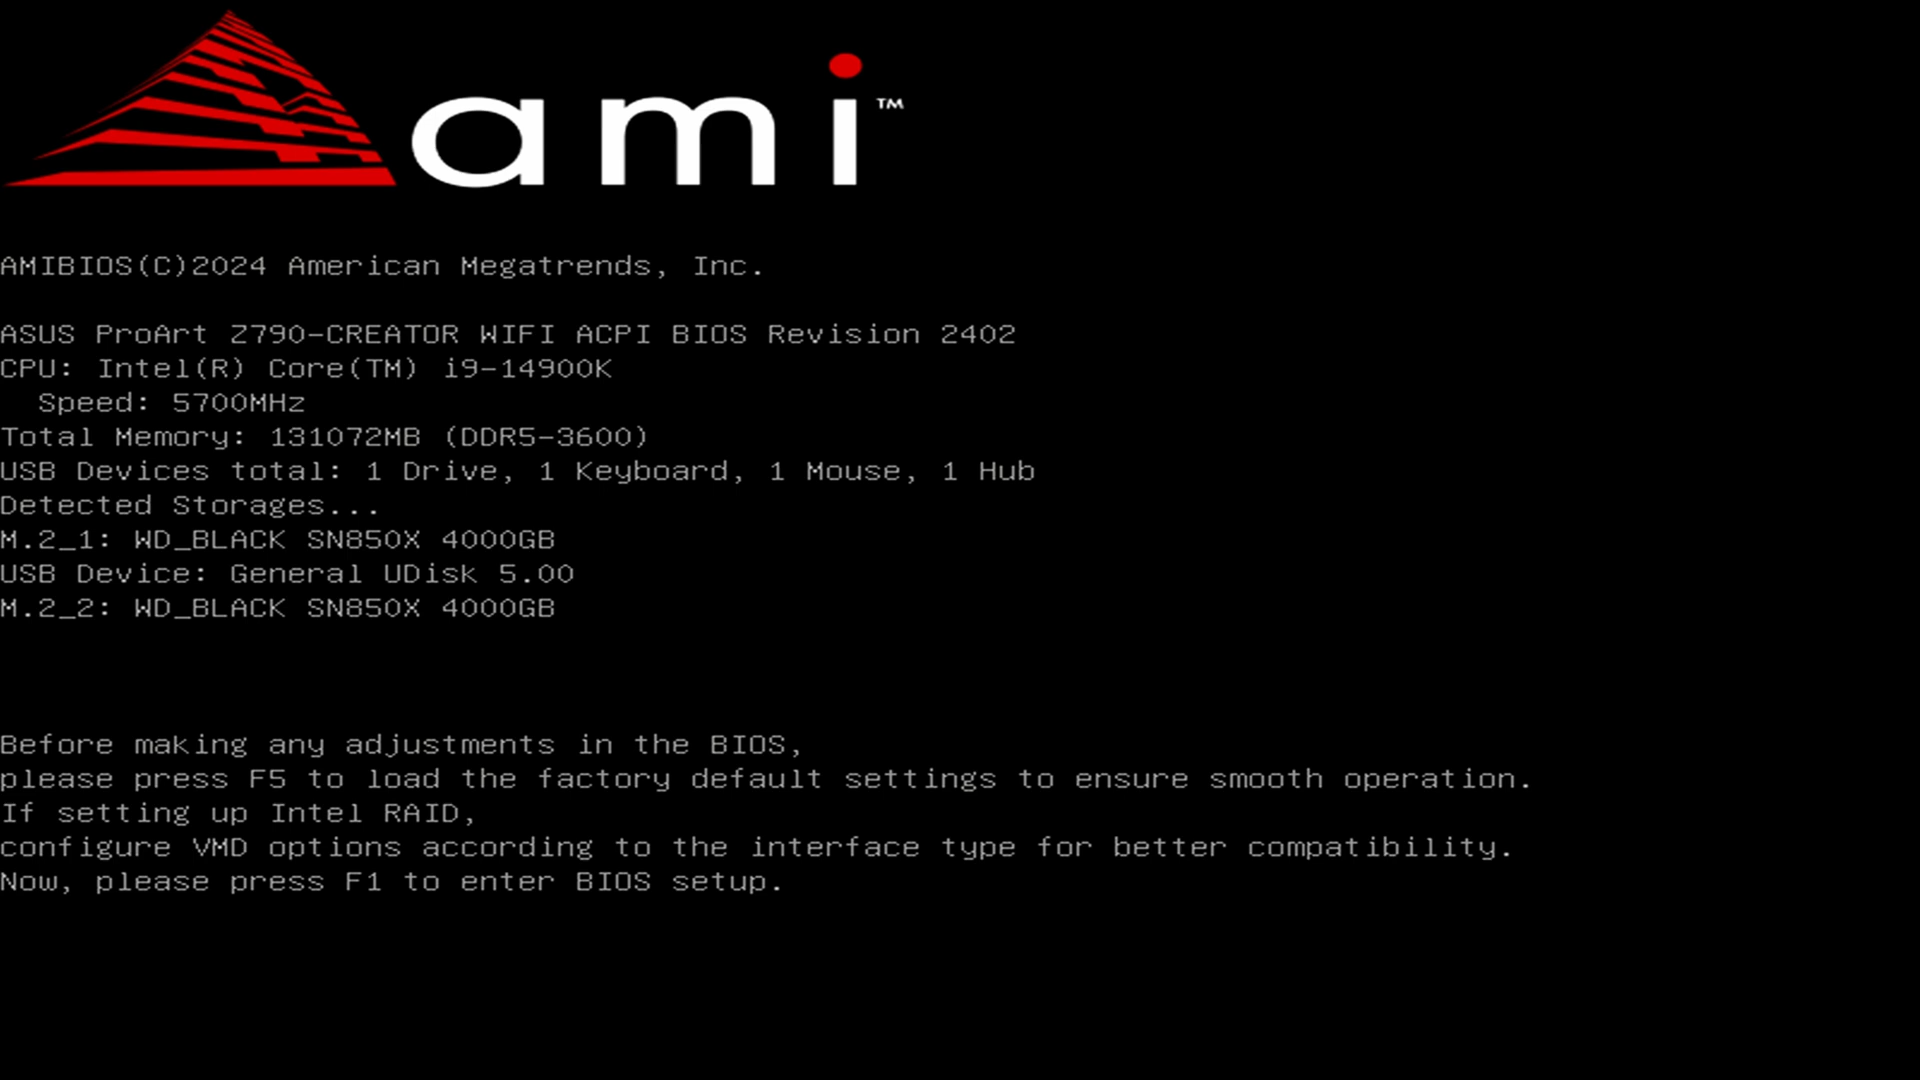 ami™
AMIBIOS(C)2024 American Megatrends, Inc.
ASUS ProArt Z790-CREATOR WIFI ACPI BIOS Revision 2402
CPU: Intel(R) Core(TM) i9-14900K
Speed: 5700MHz
Total Memory: 131072MB (DDR5-3600)
USB Devices total: 1 Drive, 1 Keyboard, 1 Mouse, 1 Hub
Detected Storages...
M.2_1: WD_BLACK SN850X 4000GB
USB Device: General UDisk 5.00
M.2_2: WD_BLACK SN850X 4000GB
Before making any adjustments in the BIOS,
please press F5 to load the factory default settings to ensure smooth operation.
If setting up Intel RAID,
configure VMD options according to the interface type for better compatibility.
Now, please press F1 to enter BIOS setup.